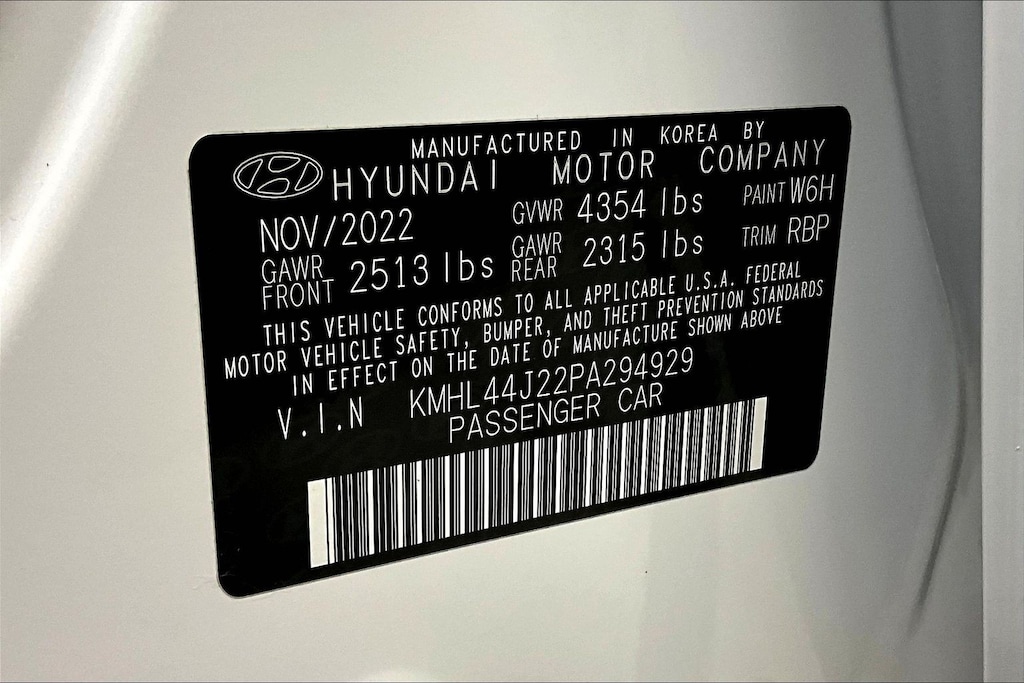 MANUFACTURED IN KOREA BY
HYUNDAI MOTOR COMPANY
NOV/2022 GVWR 4354 lbs PAINT W6H
GAWR FRONT 2513 lbs GAWR REAR 2315 lbs TRIM RBP
THIS VEHICLE CONFORMS TO ALL APPLICABLE U.S.A. FEDERAL
MOTOR VEHICLE SAFETY, BUMPER, AND THEFT PREVENTION STANDARDS
IN EFFECT ON THE DATE OF MANUFACTURE SHOWN ABOVE
V.I.N KMHL44J22PA294929
PASSENGER CAR